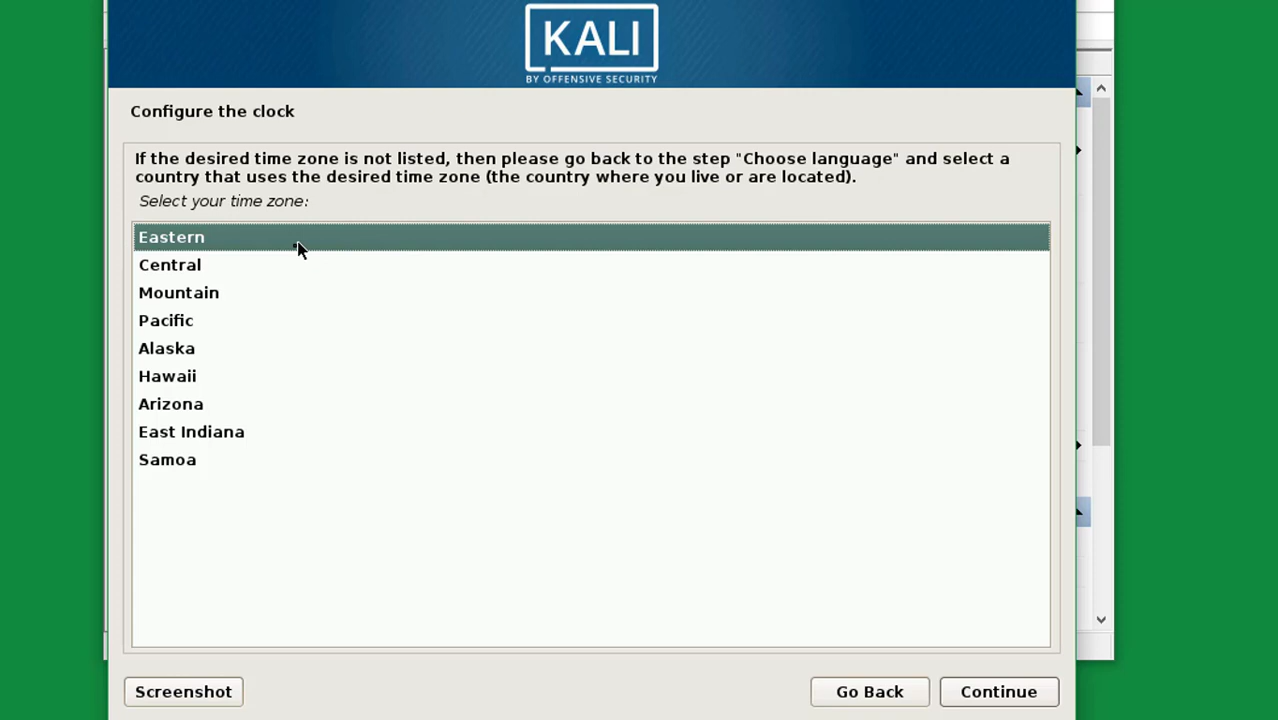 KALI
BY OFFENSIVE SECURITY
Configure the clock
If the desired time zone is not listed, then please go back to the step "Choose language" and select a
country that uses the desired time zone (the country where you live or are located).
Select your time zone:
Eastern
Central
Mountain
Pacific
Alaska
Hawaii
Arizona
East Indiana
Samoa
Screenshot
Go Back
Continue